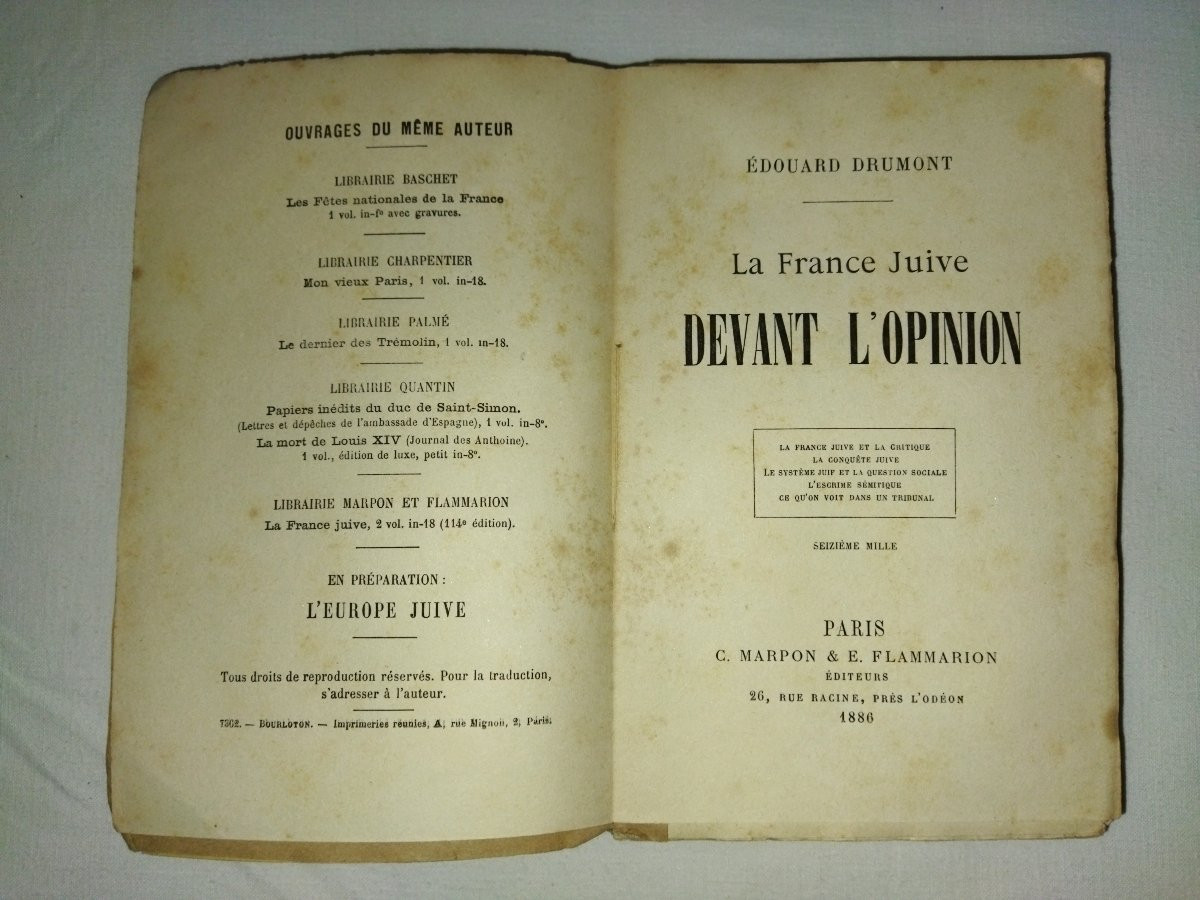 OUVRAGES DU MÊME AUTEUR
LIBRAIRIE BASCHET
Les Fêtes nationales de la France
1 vol. in-fº avec gravures.
LIBRAIRIE CHARPENTIER
Mon vieux Paris, 1 vol. in-18.
LIBRAIRIE PALMÉ
Le dernier des Trémolin, 1 vol. in-18.
LIBRAIRIE QUANTIN
Papiers inédits du duc de Saint-Simon.
(Lettres et dépêches de l'ambassade d'Espagne), 1 vol. in-8º.
La mort de Louis XIV (Journal des Anthoine).
1 vol., édition de luxe, petit in-8º.
LIBRAIRIE MARPON ET FLAMMARION
La France juive, 2 vol. in-18 (114e édition).
EN PRÉPARATION :
L'EUROPE JUIVE
Tous droits de reproduction réservés. Pour la traduction,
s'adresser à l'auteur.
7362. — BOURLOTON. — Imprimeries réunies, A, rue Mignon, 2, Paris.
ÉDOUARD DRUMONT
La France Juive
DEVANT L'OPINION
LA FRANCE JUIVE ET LA CRITIQUE
LA CONQUÊTE JUIVE
LE SYSTÈME JUIF ET LA QUESTION SOCIALE
L'ESCRIME SÉMITIQUE
CE QU'ON VOIT DANS UN TRIBUNAL
SEIZIÈME MILLE
PARIS
C. MARPON & E. FLAMMARION
ÉDITEURS
26, RUE RACINE, PRÈS L'ODÉON
1886